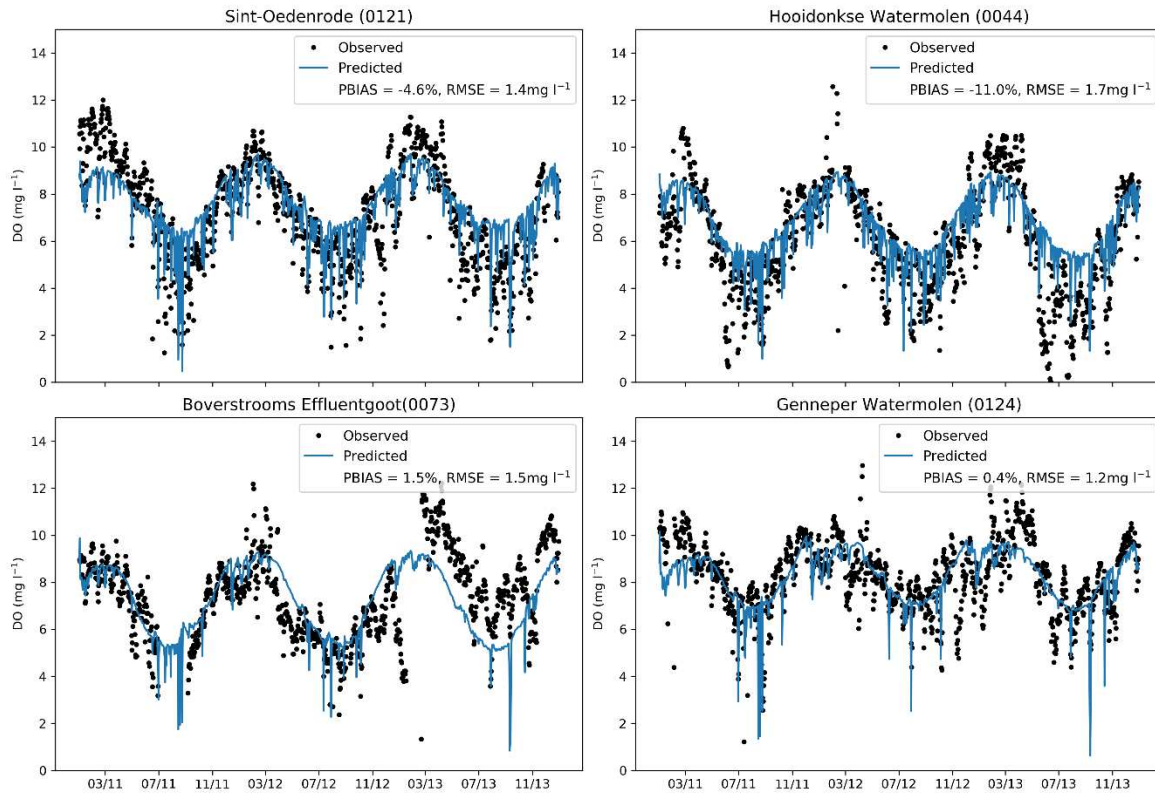 Sint-Oedenrode (0121)
Observed
Predicted
PBIAS = -4.6%, RMSE = 1.4mg l⁻¹
DO (mg l⁻¹)
14
12
10
8
6
4
2
0
Hooidonkse Watermolen (0044)
Observed
Predicted
PBIAS = -11.0%, RMSE = 1.7mg l⁻¹
DO (mg l⁻¹)
14
12
10
8
6
4
2
0
Boverstrooms Effluentgoot(0073)
Observed
Predicted
PBIAS = 1.5%, RMSE = 1.5mg l⁻¹
DO (mg l⁻¹)
14
12
10
8
6
4
2
0
03/11 07/11 11/11 03/12 07/12 11/12 03/13 07/13 11/13
Genneper Watermolen (0124)
Observed
Predicted
PBIAS = 0.4%, RMSE = 1.2mg l⁻¹
DO (mg l⁻¹)
14
12
10
8
6
4
2
0
03/11 07/11 11/11 03/12 07/12 11/12 03/13 07/13 11/13